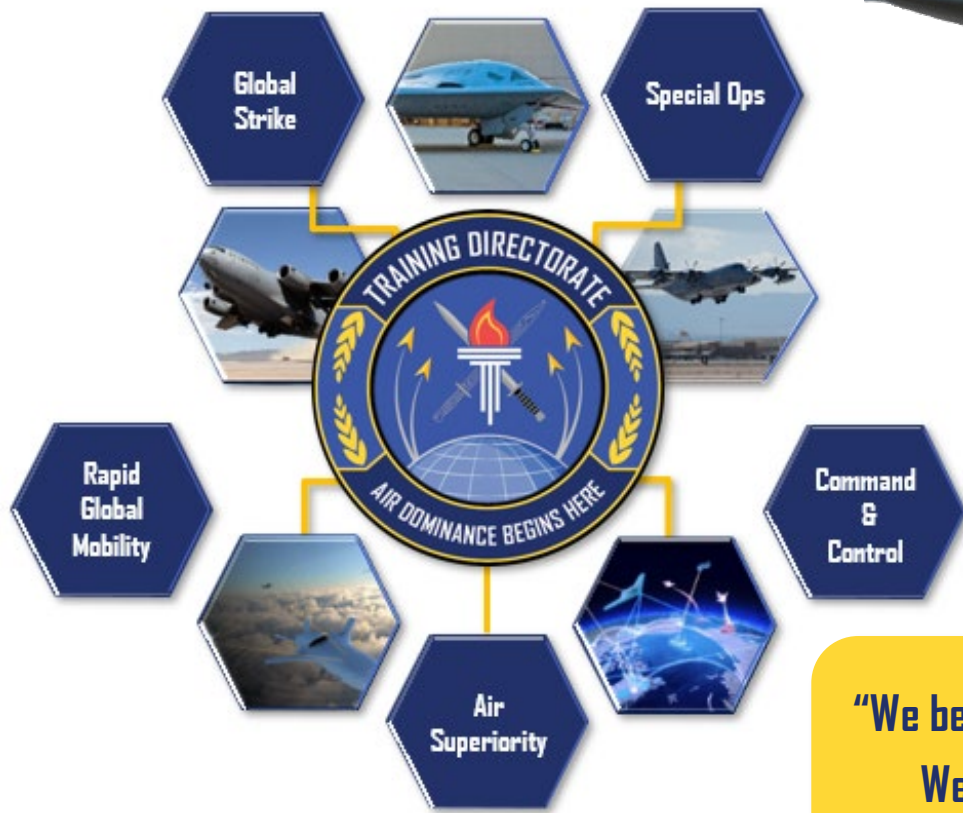 Global
Strike
Special Ops
TRAINING DIRECTORATE
AIR DOMINANCE BEGINS HERE
Rapid
Global
Mobility
Command
&
Control
Air
Superiority
“We be
We